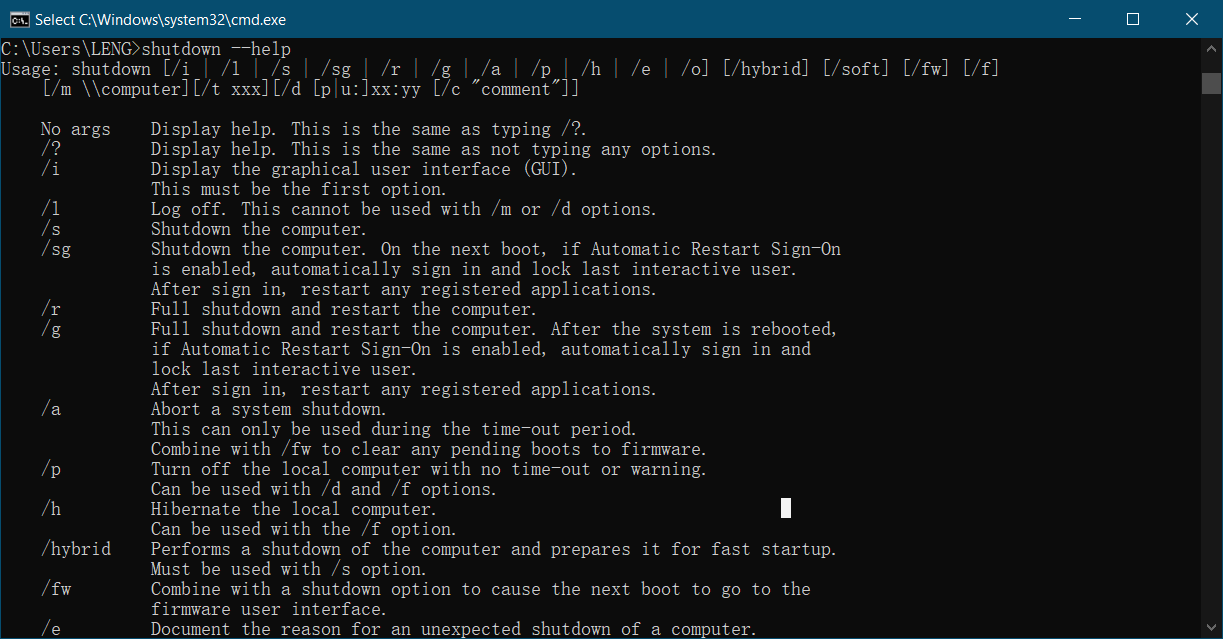 Select C:\Windows\system32\cmd.exe
C:\Users\LENG>shutdown --help
Usage: shutdown [/i | /l | /s | /sg | /r | /g | /a | /p | /h | /e | /o] [/hybrid] [/soft] [/fw] [/f]
    [/m \\computer][/t xxx][/d [p|u:]xx:yy [/c "comment"]]
    No args    Display help. This is the same as typing /?.
    /?         Display help. This is the same as not typing any options.
    /i         Display the graphical user interface (GUI).
               This must be the first option.
    /l         Log off. This cannot be used with /m or /d options.
    /s         Shutdown the computer.
    /sg        Shutdown the computer. On the next boot, if Automatic Restart Sign-On
               is enabled, automatically sign in and lock last interactive user.
               After sign in, restart any registered applications.
    /r         Full shutdown and restart the computer.
    /g         Full shutdown and restart the computer. After the system is rebooted,
               if Automatic Restart Sign-On is enabled, automatically sign in and
               lock last interactive user.
               After sign in, restart any registered applications.
    /a         Abort a system shutdown.
               This can only be used during the time-out period.
               Combine with /fw to clear any pending boots to firmware.
    /p         Turn off the local computer with no time-out or warning.
               Can be used with /d and /f options.
    /h         Hibernate the local computer.
               Can be used with the /f option.
    /hybrid    Performs a shutdown of the computer and prepares it for fast startup.
               Must be used with /s option.
    /fw        Combine with a shutdown option to cause the next boot to go to the
               firmware user interface.
    /e         Document the reason for an unexpected shutdown of a computer.